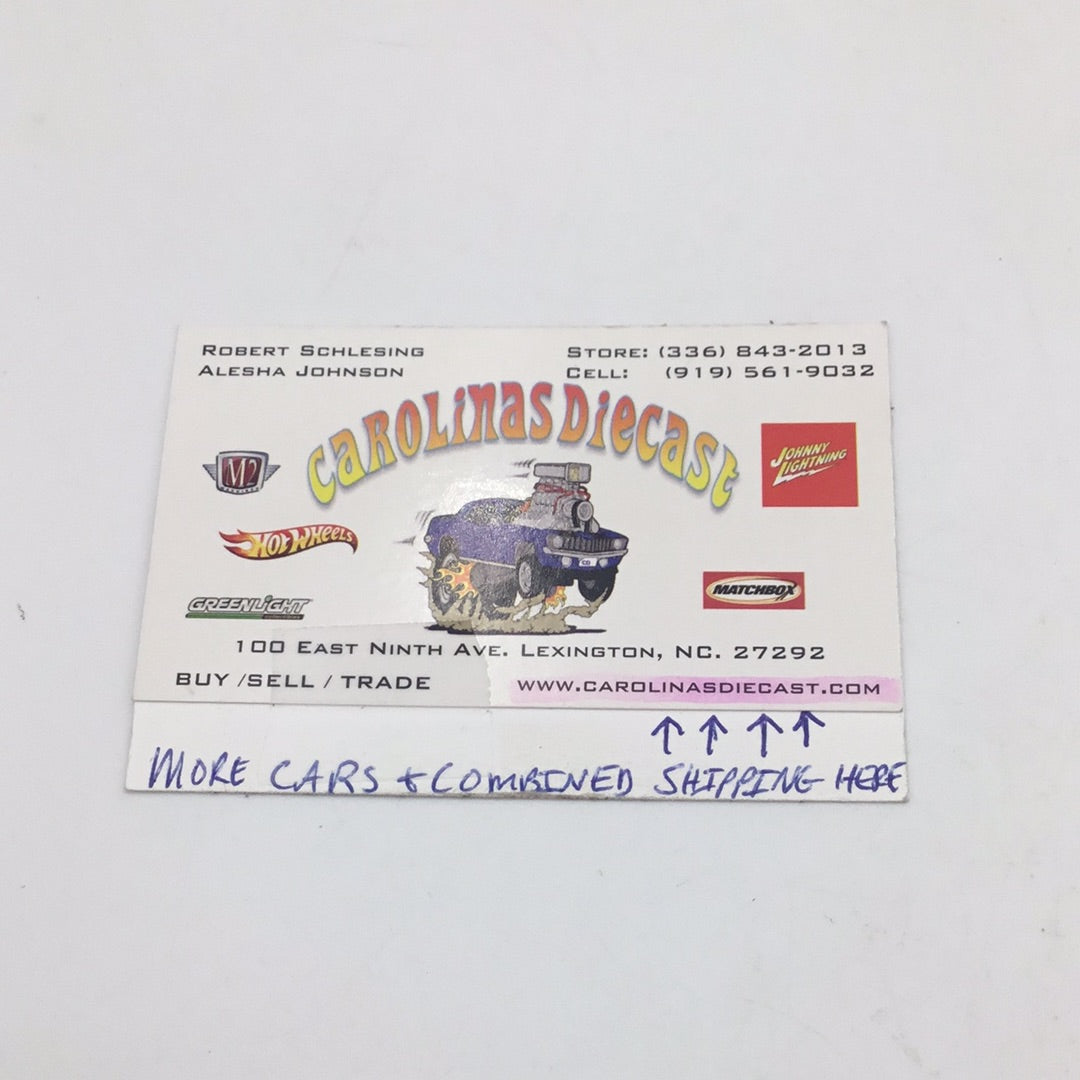 ROBERT SCHLESING
ALESHA JOHNSON
STORE: (336) 843-2013
CELL: (919) 561-9032
CAROLINAS DIECAST
M2
JOHNNY LIGHTNING
HOT WHEELS
GREENLIGHT
MATCHBOX
CD
100 EAST NINTH AVE. LEXINGTON, NC. 27292
BUY /SELL / TRADE
WWW.CAROLINASDIECAST.COM
↑ ↑ ↑ ↑
MORE CARS + COMBINED SHIPPING HERE